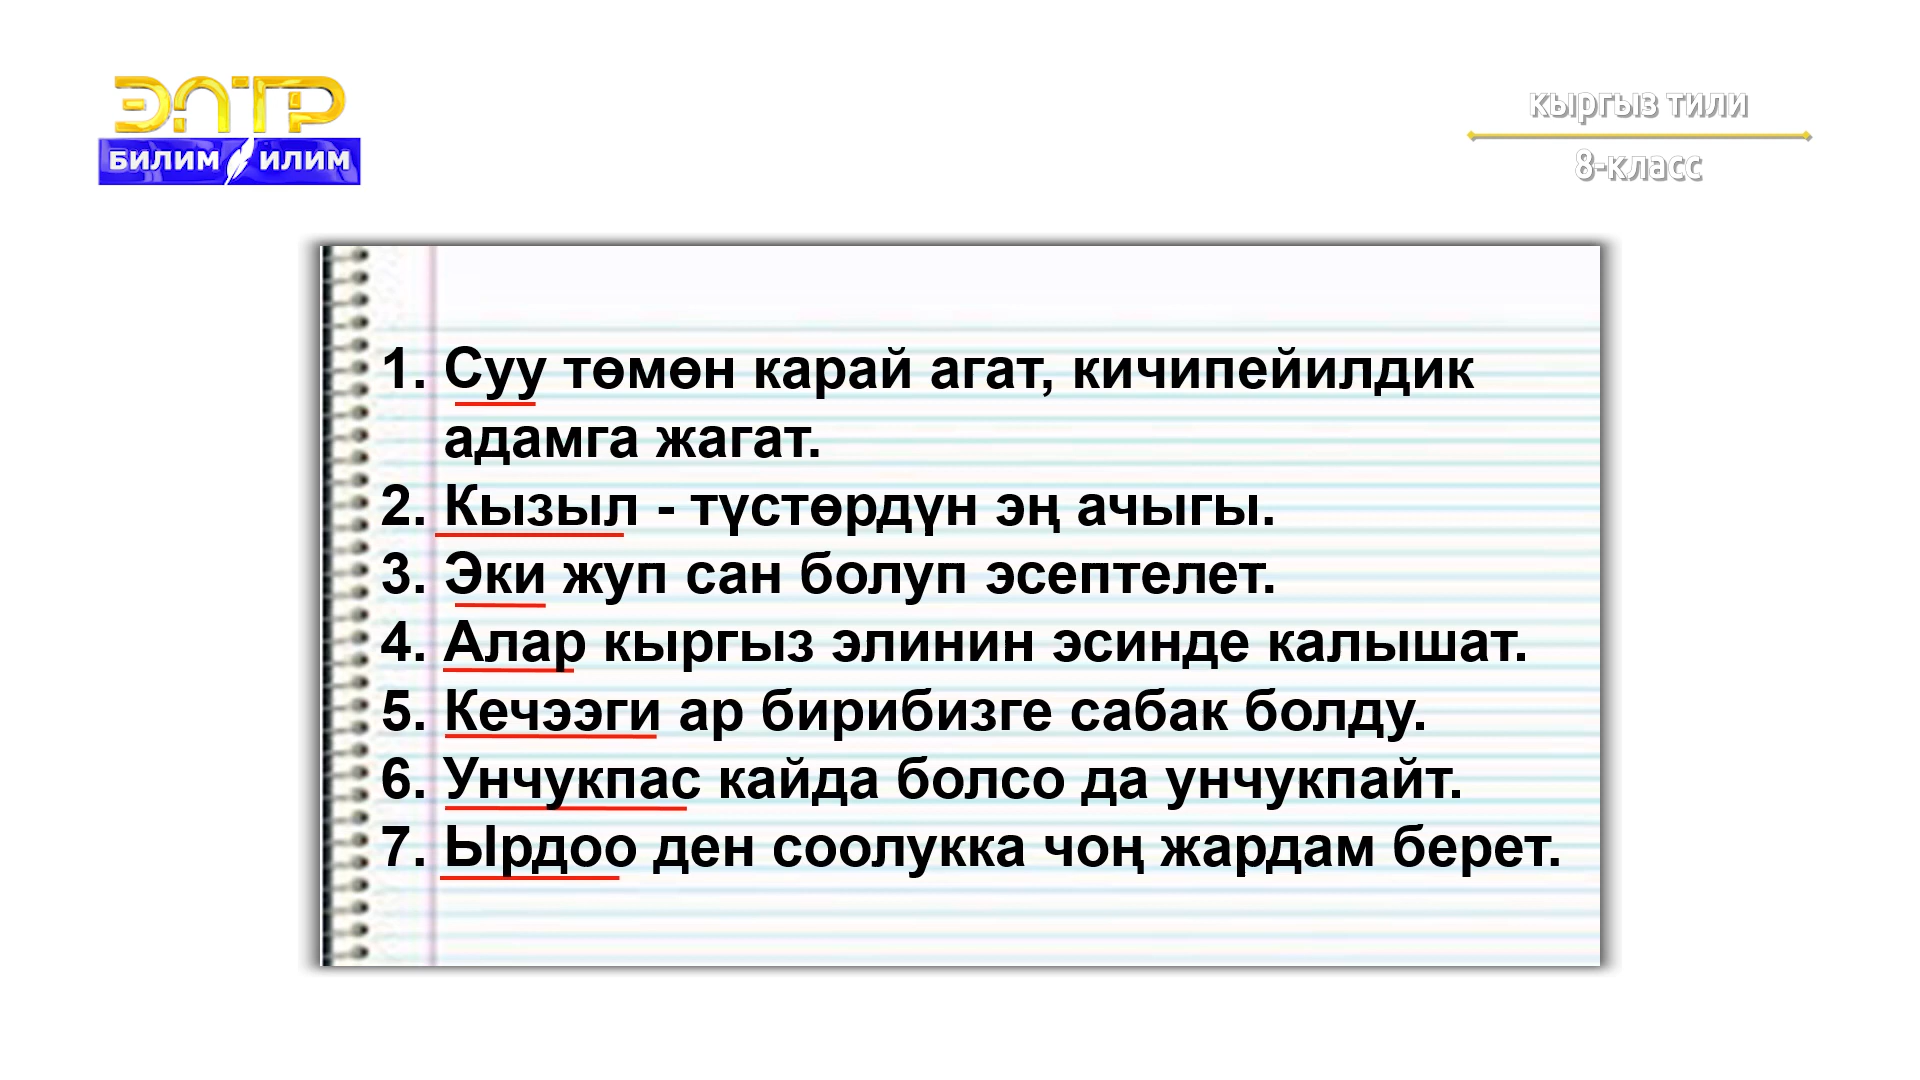 ЭЛТР
БИЛИМ ИЛИМ
кыргыз тили
8-класс
1. Суу төмөн карай агат, кичипейилдик
адамга жагат.
2. Кызыл - түстөрдүн эң ачыгы.
3. Эки жуп сан болуп эсептелет.
4. Алар кыргыз элинин эсинде калышат.
5. Кечээги ар бирибизге сабак болду.
6. Унчукпас кайда болсо да унчукпайт.
7. Ырдоо ден соолукка чоң жардам берет.